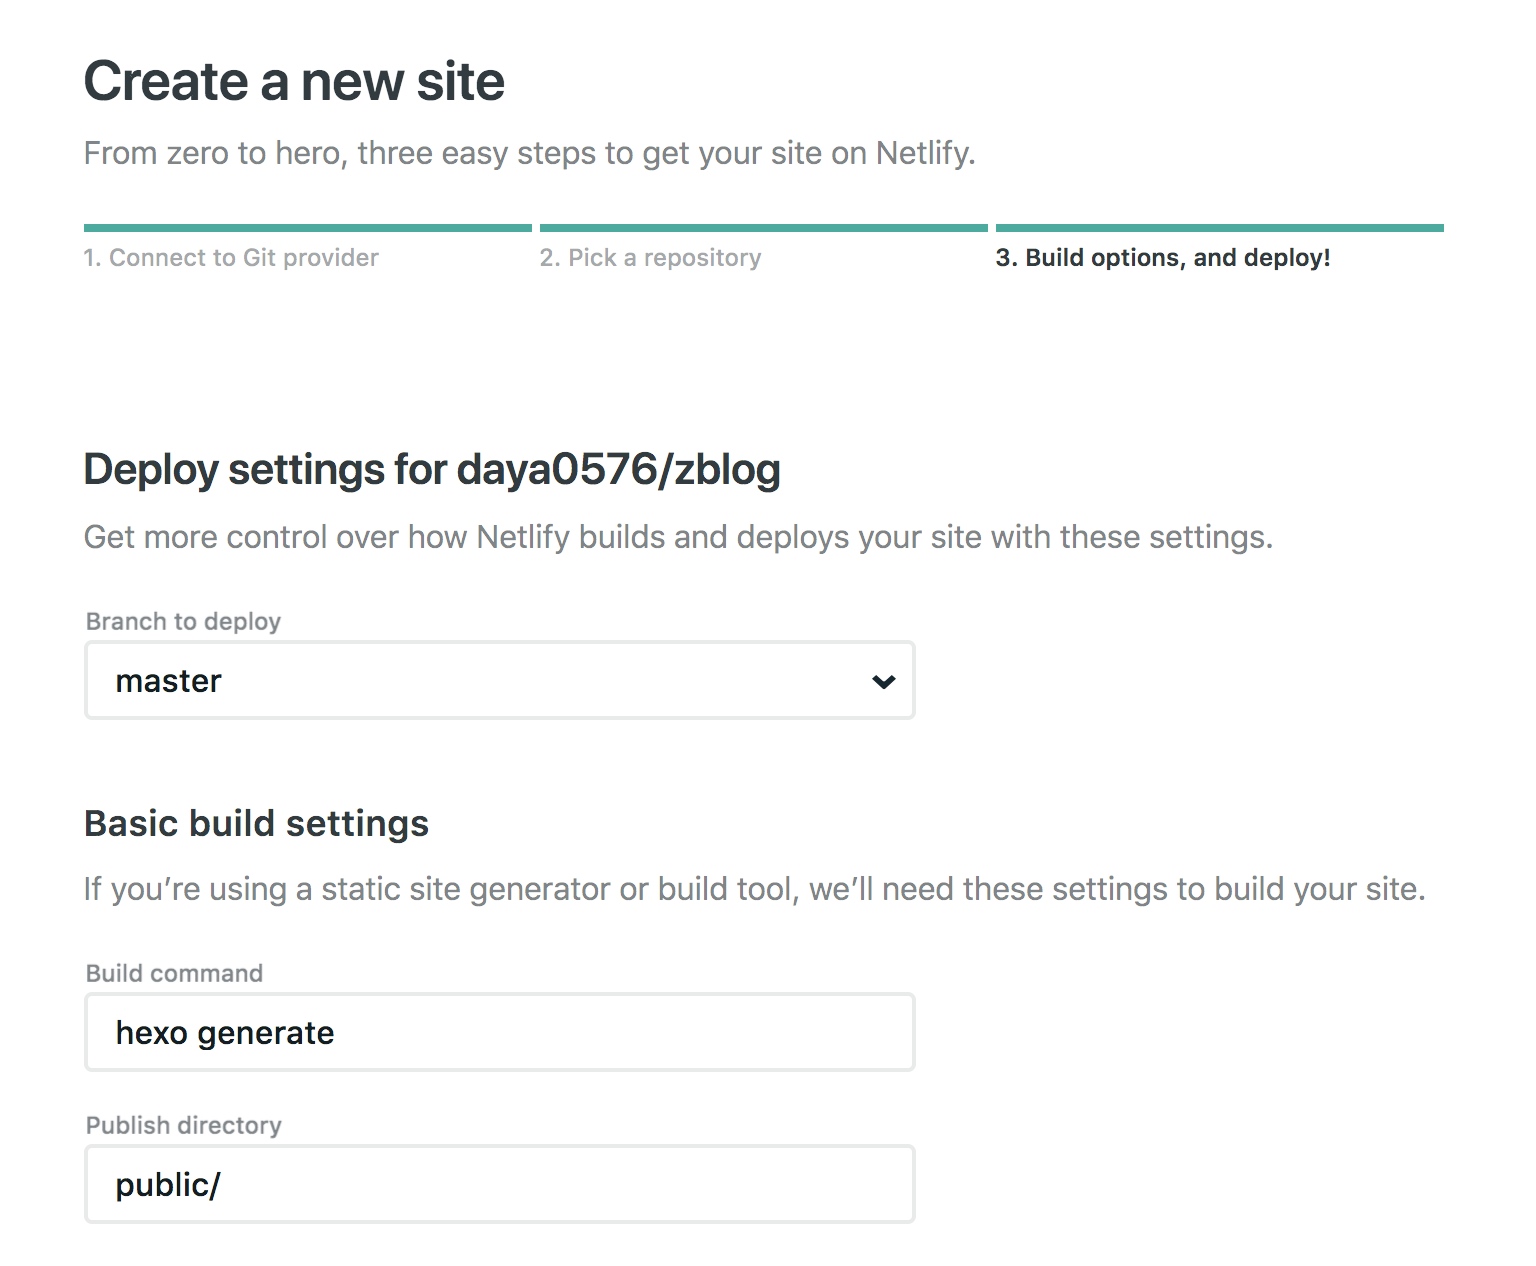 Create a new site
From zero to hero, three easy steps to get your site on Netlify.
1. Connect to Git provider
2. Pick a repository
3. Build options, and deploy!
Deploy settings for daya0576/zblog
Get more control over how Netlify builds and deploys your site with these settings.
Branch to deploy
master
Basic build settings
If you’re using a static site generator or build tool, we’ll need these settings to build your site.
Build command
hexo generate
Publish directory
public/